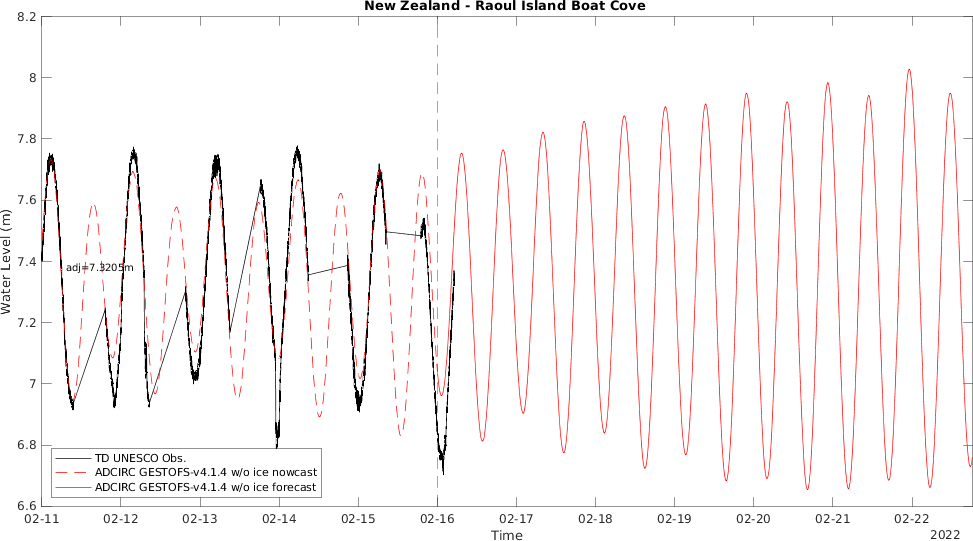 New Zealand - Raoul Island Boat Cove
8.2
8
7.8
7.6
7.4
7.2
7
6.8
6.6
Water Level (m)
adj=7.3205m
TD UNESCO Obs.
ADCIRC GESTOFS-v4.1.4 w/o ice nowcast
ADCIRC GESTOFS-v4.1.4 w/o ice forecast
02-11 02-12 02-13 02-14 02-15 02-16 02-17 02-18 02-19 02-20 02-21 02-22
Time
2022